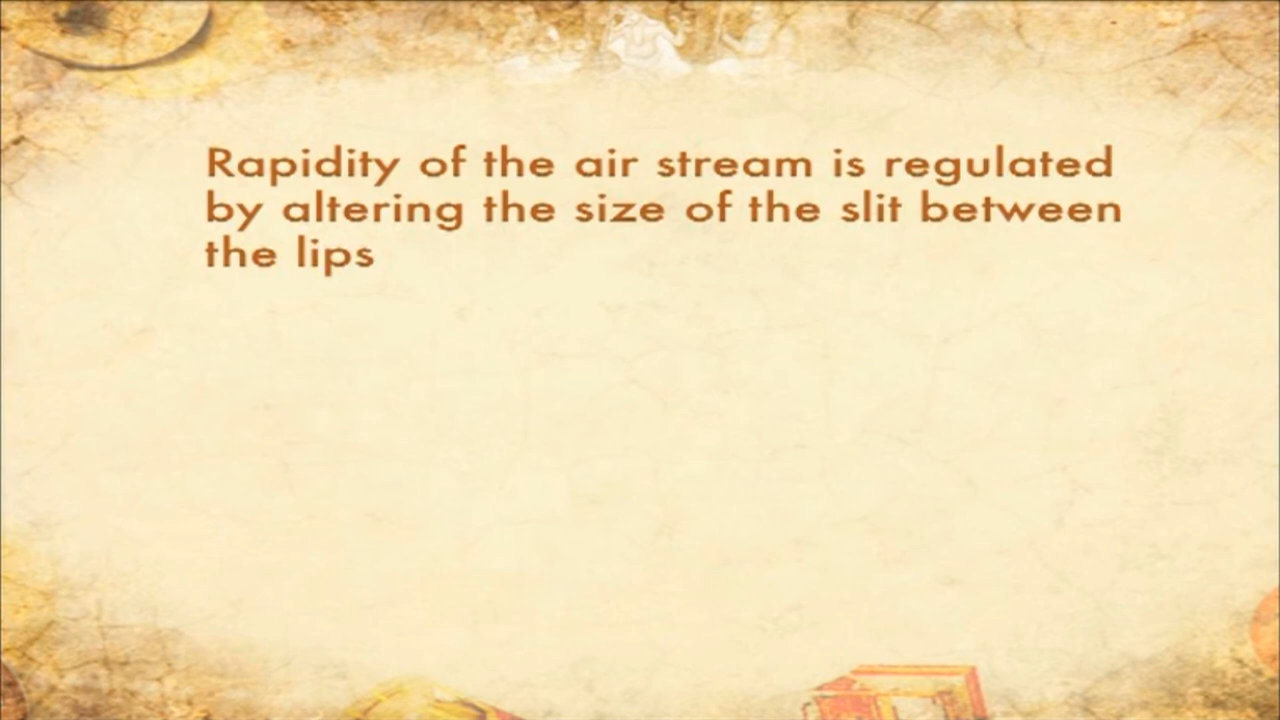 Rapidity of the air stream is regulated
by altering the size of the slit between
the lips